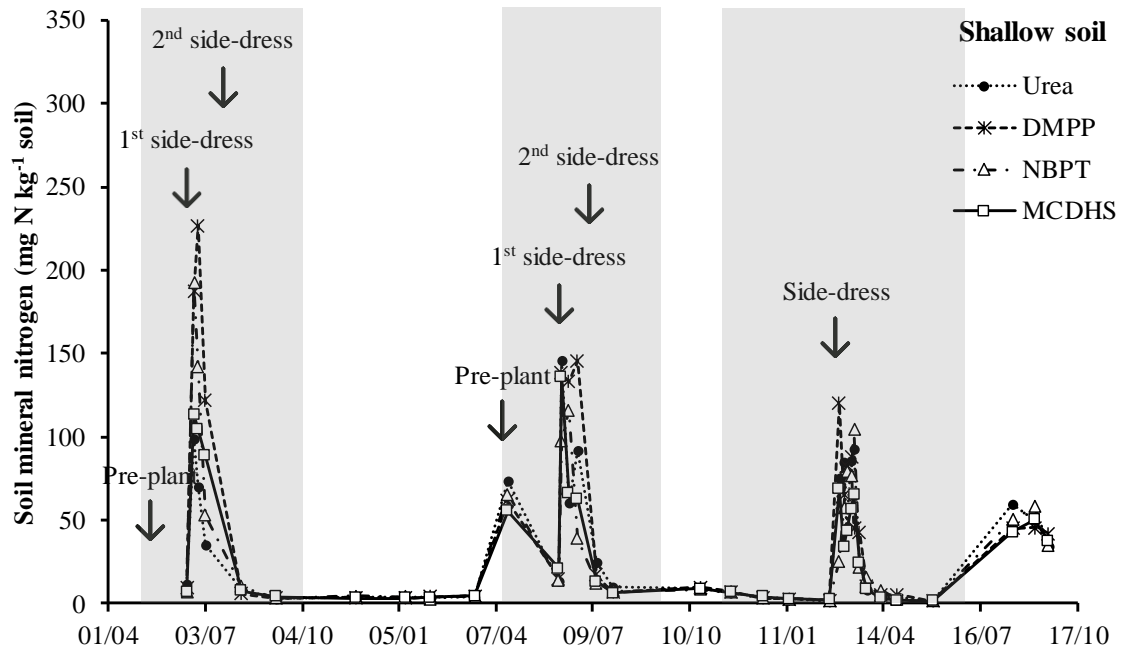 Soil mineral nitrogen (mg N kg⁻¹ soil)
350
300
250
200
150
100
50
0
2nd side-dress
1st side-dress
Pre-plant
2nd side-dress
1st side-dress
Pre-plant
Side-dress
Shallow soil
Urea
DMPP
NBPT
MCDHS
01/04 03/07 04/10 05/01 07/04 09/07 10/10 11/01 14/04 16/07 17/10